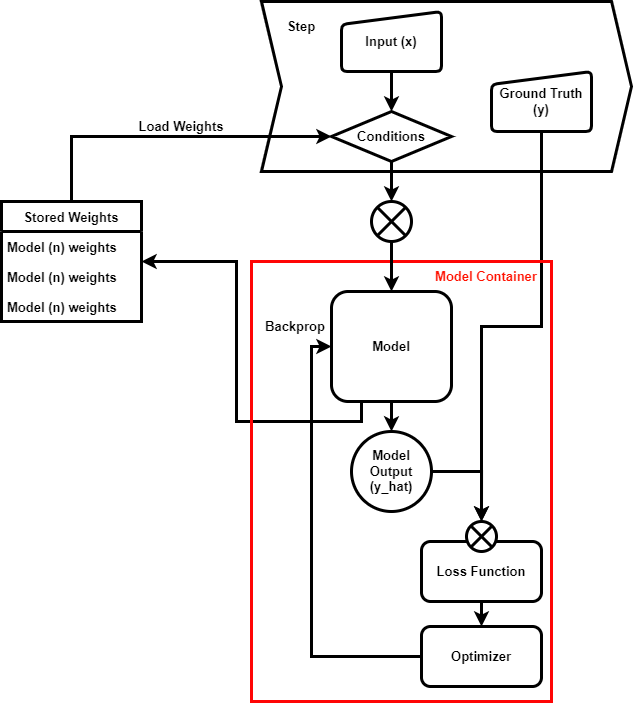 Step
Input (x)
Ground Truth
(y)
Load Weights
Conditions
Stored Weights
Model (n) weights
Model (n) weights
Model (n) weights
Model Container
Backprop
Model
Model
Output
(y_hat)
Loss Function
Optimizer